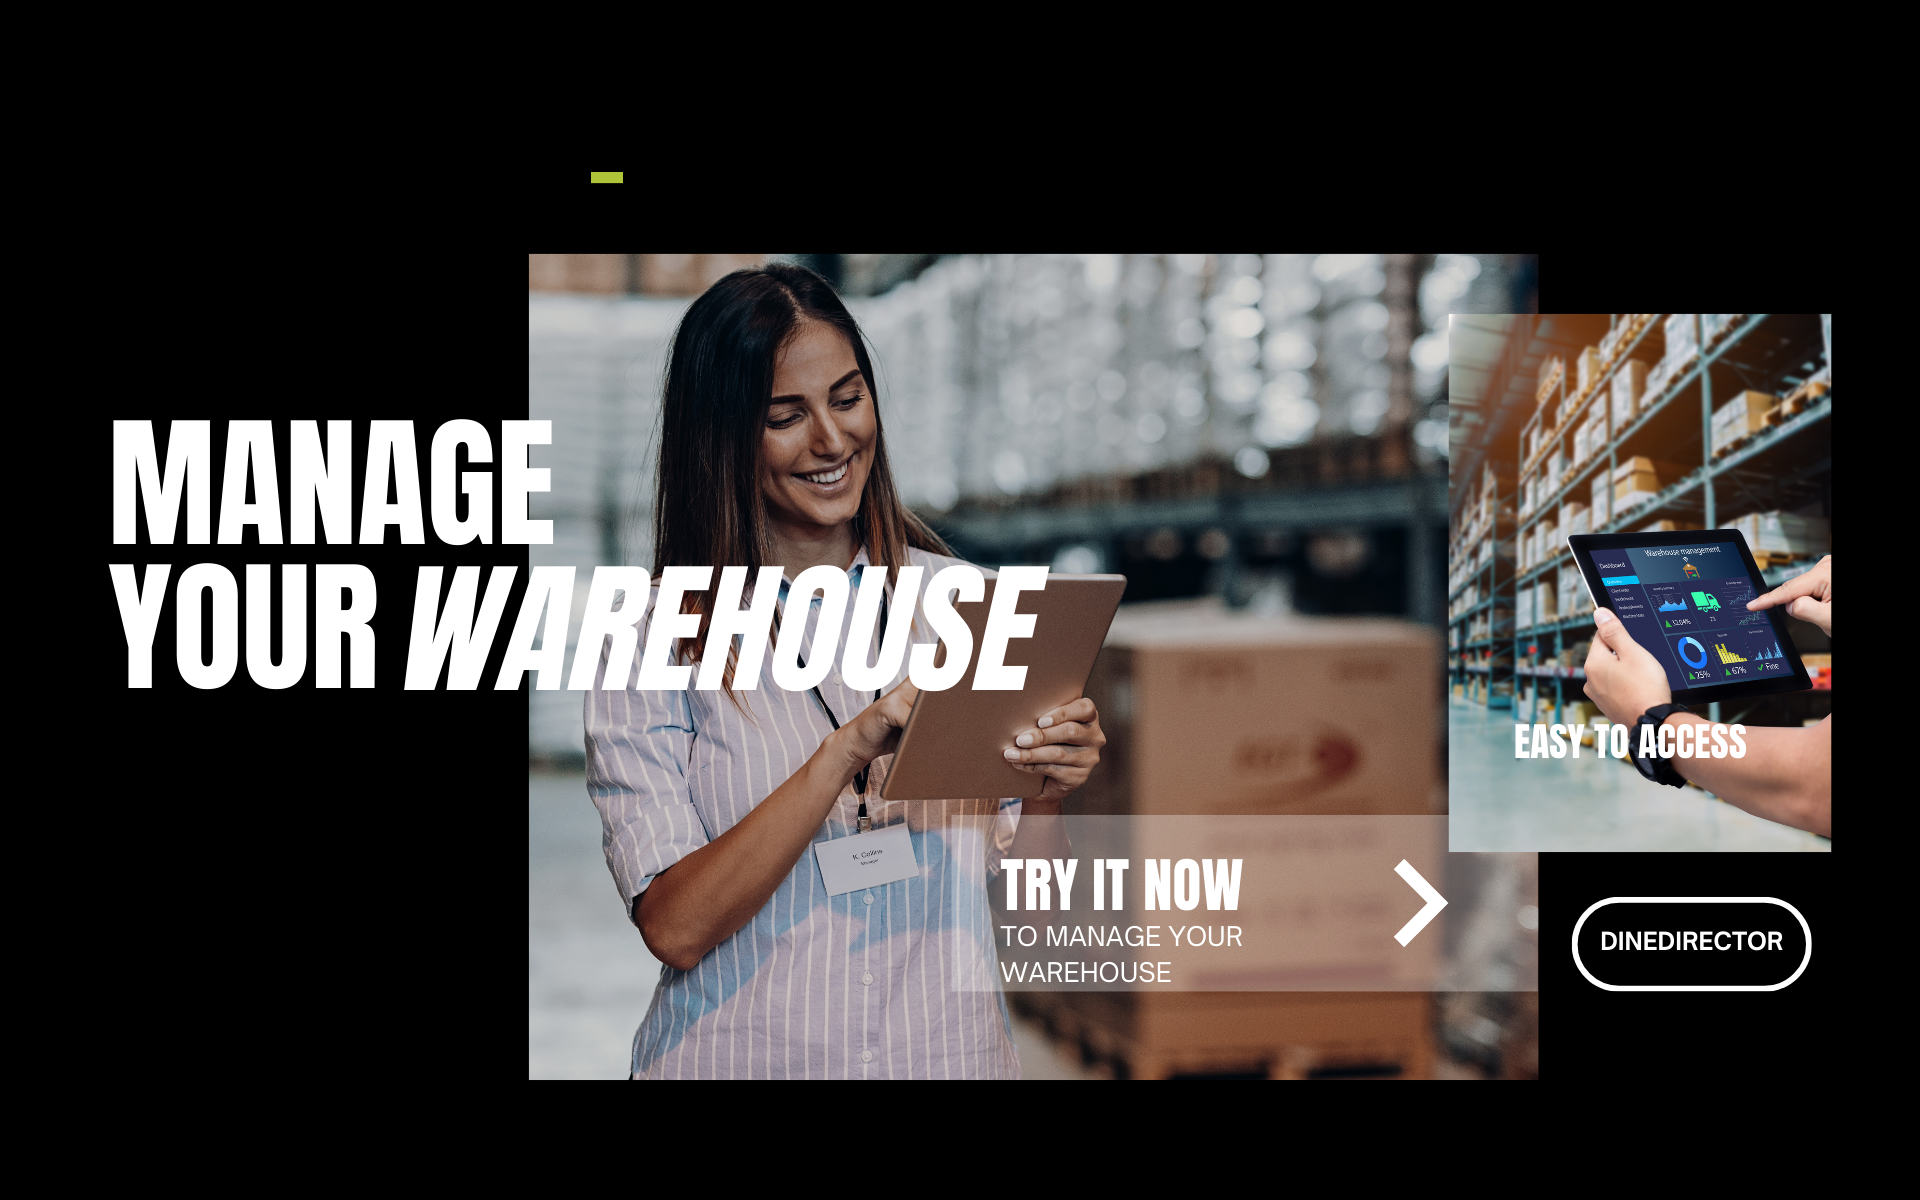 MANAGE
YOUR WAREHOUSE
Warehouse management
Dashboard
12.04%
25%
67%
Fine
EASY TO ACCESS
K. Collins
Manager
TRY IT NOW
TO MANAGE YOUR
WAREHOUSE
DINEDIRECTOR